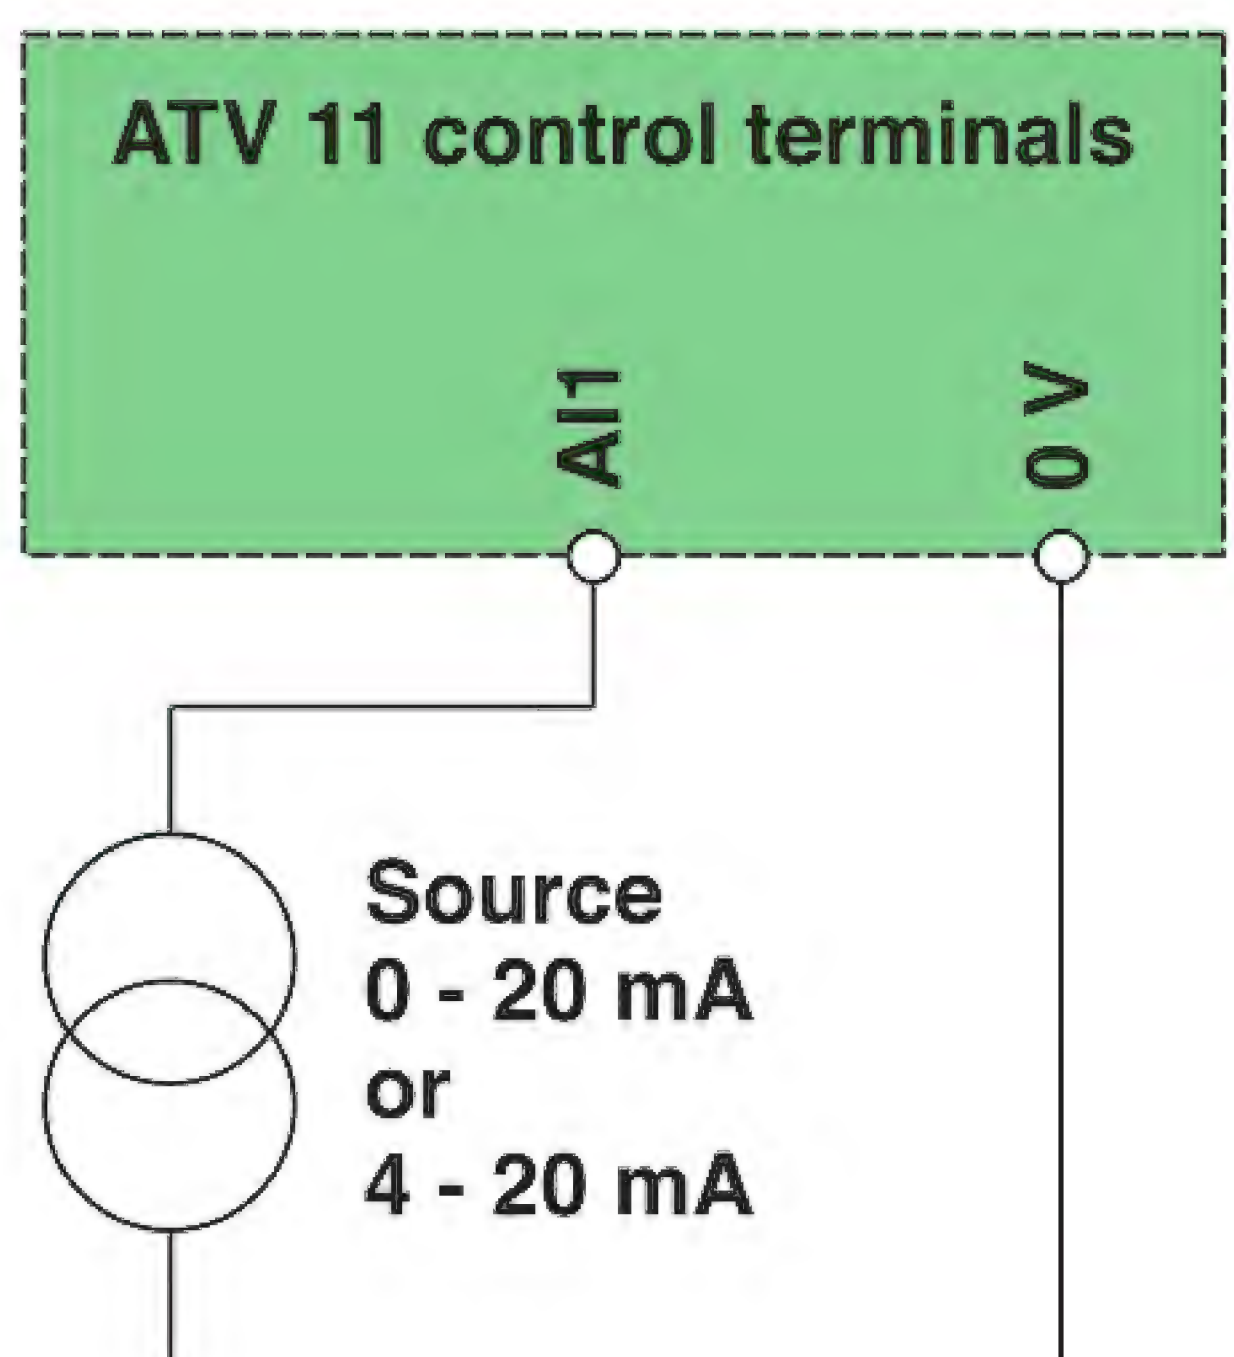 ATV 11 control terminals
AI1
0 V
Source
0 - 20 mA
or
4 - 20 mA